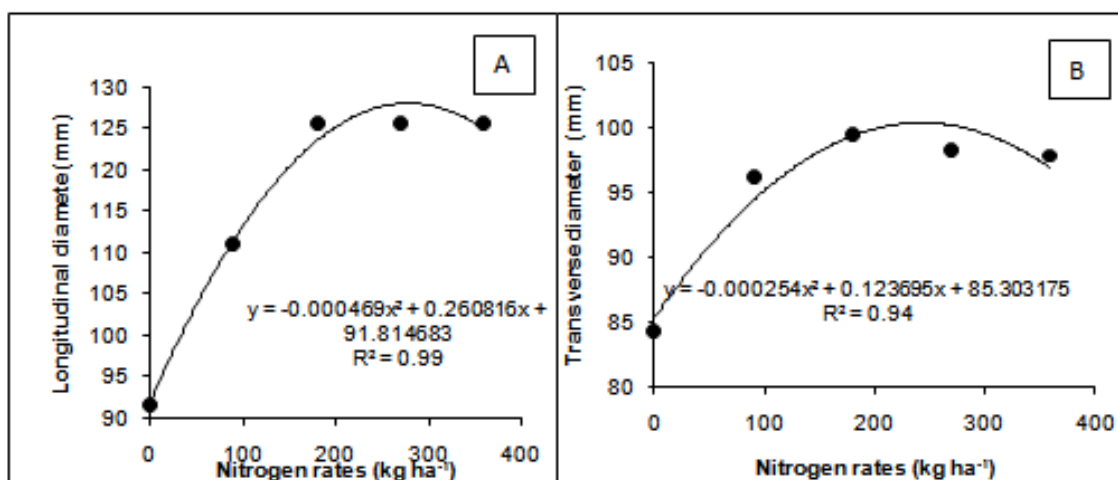 A
130
125
120
115
110
105
100
95
90
Longitudinal diamete (mm)
y = -0.000469x² + 0.260816x +
91.814683
R² = 0.99
0 100 200 300 400
Nitrogen rates (kg ha⁻¹)
B
105
100
95
90
85
80
Transverse diameter (mm)
y = -0.000254x² + 0.123695x + 85.303175
R² = 0.94
0 100 200 300 400
Nitrogen rates (kg ha⁻¹)